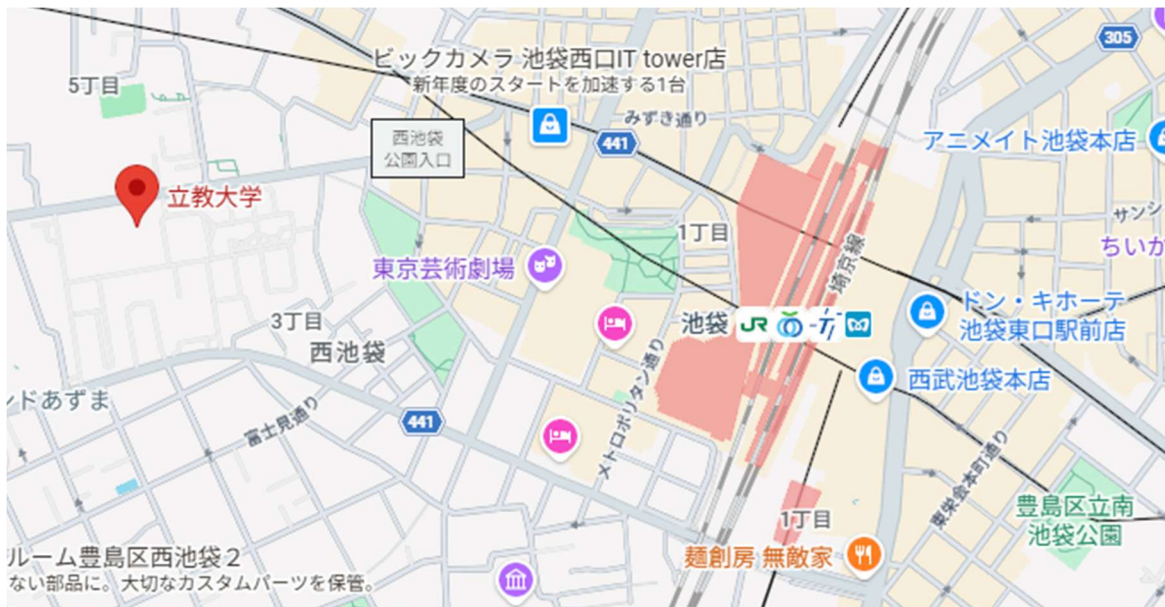 305
ビックカメラ 池袋西口IT tower店
新年度のスタートを加速する1台
5丁目
みずき通り
西池袋
公園入口
441
アニメイト池袋本店
立教大学
サンシ
1丁目
ちいか
東京芸術劇場
埼京線
ドン・キホーテ
池袋東口駅前店
3丁目
池袋
JR
西池袋
西武池袋本店
ンドあずま
メトロポリタン通り
富士見通り
441
東栄会本町通り
豊島区立南
池袋公園
1丁目
麺創房 無敵家
ルーム豊島区西池袋2
ない部品に。大切なカスタムパーツを保管。